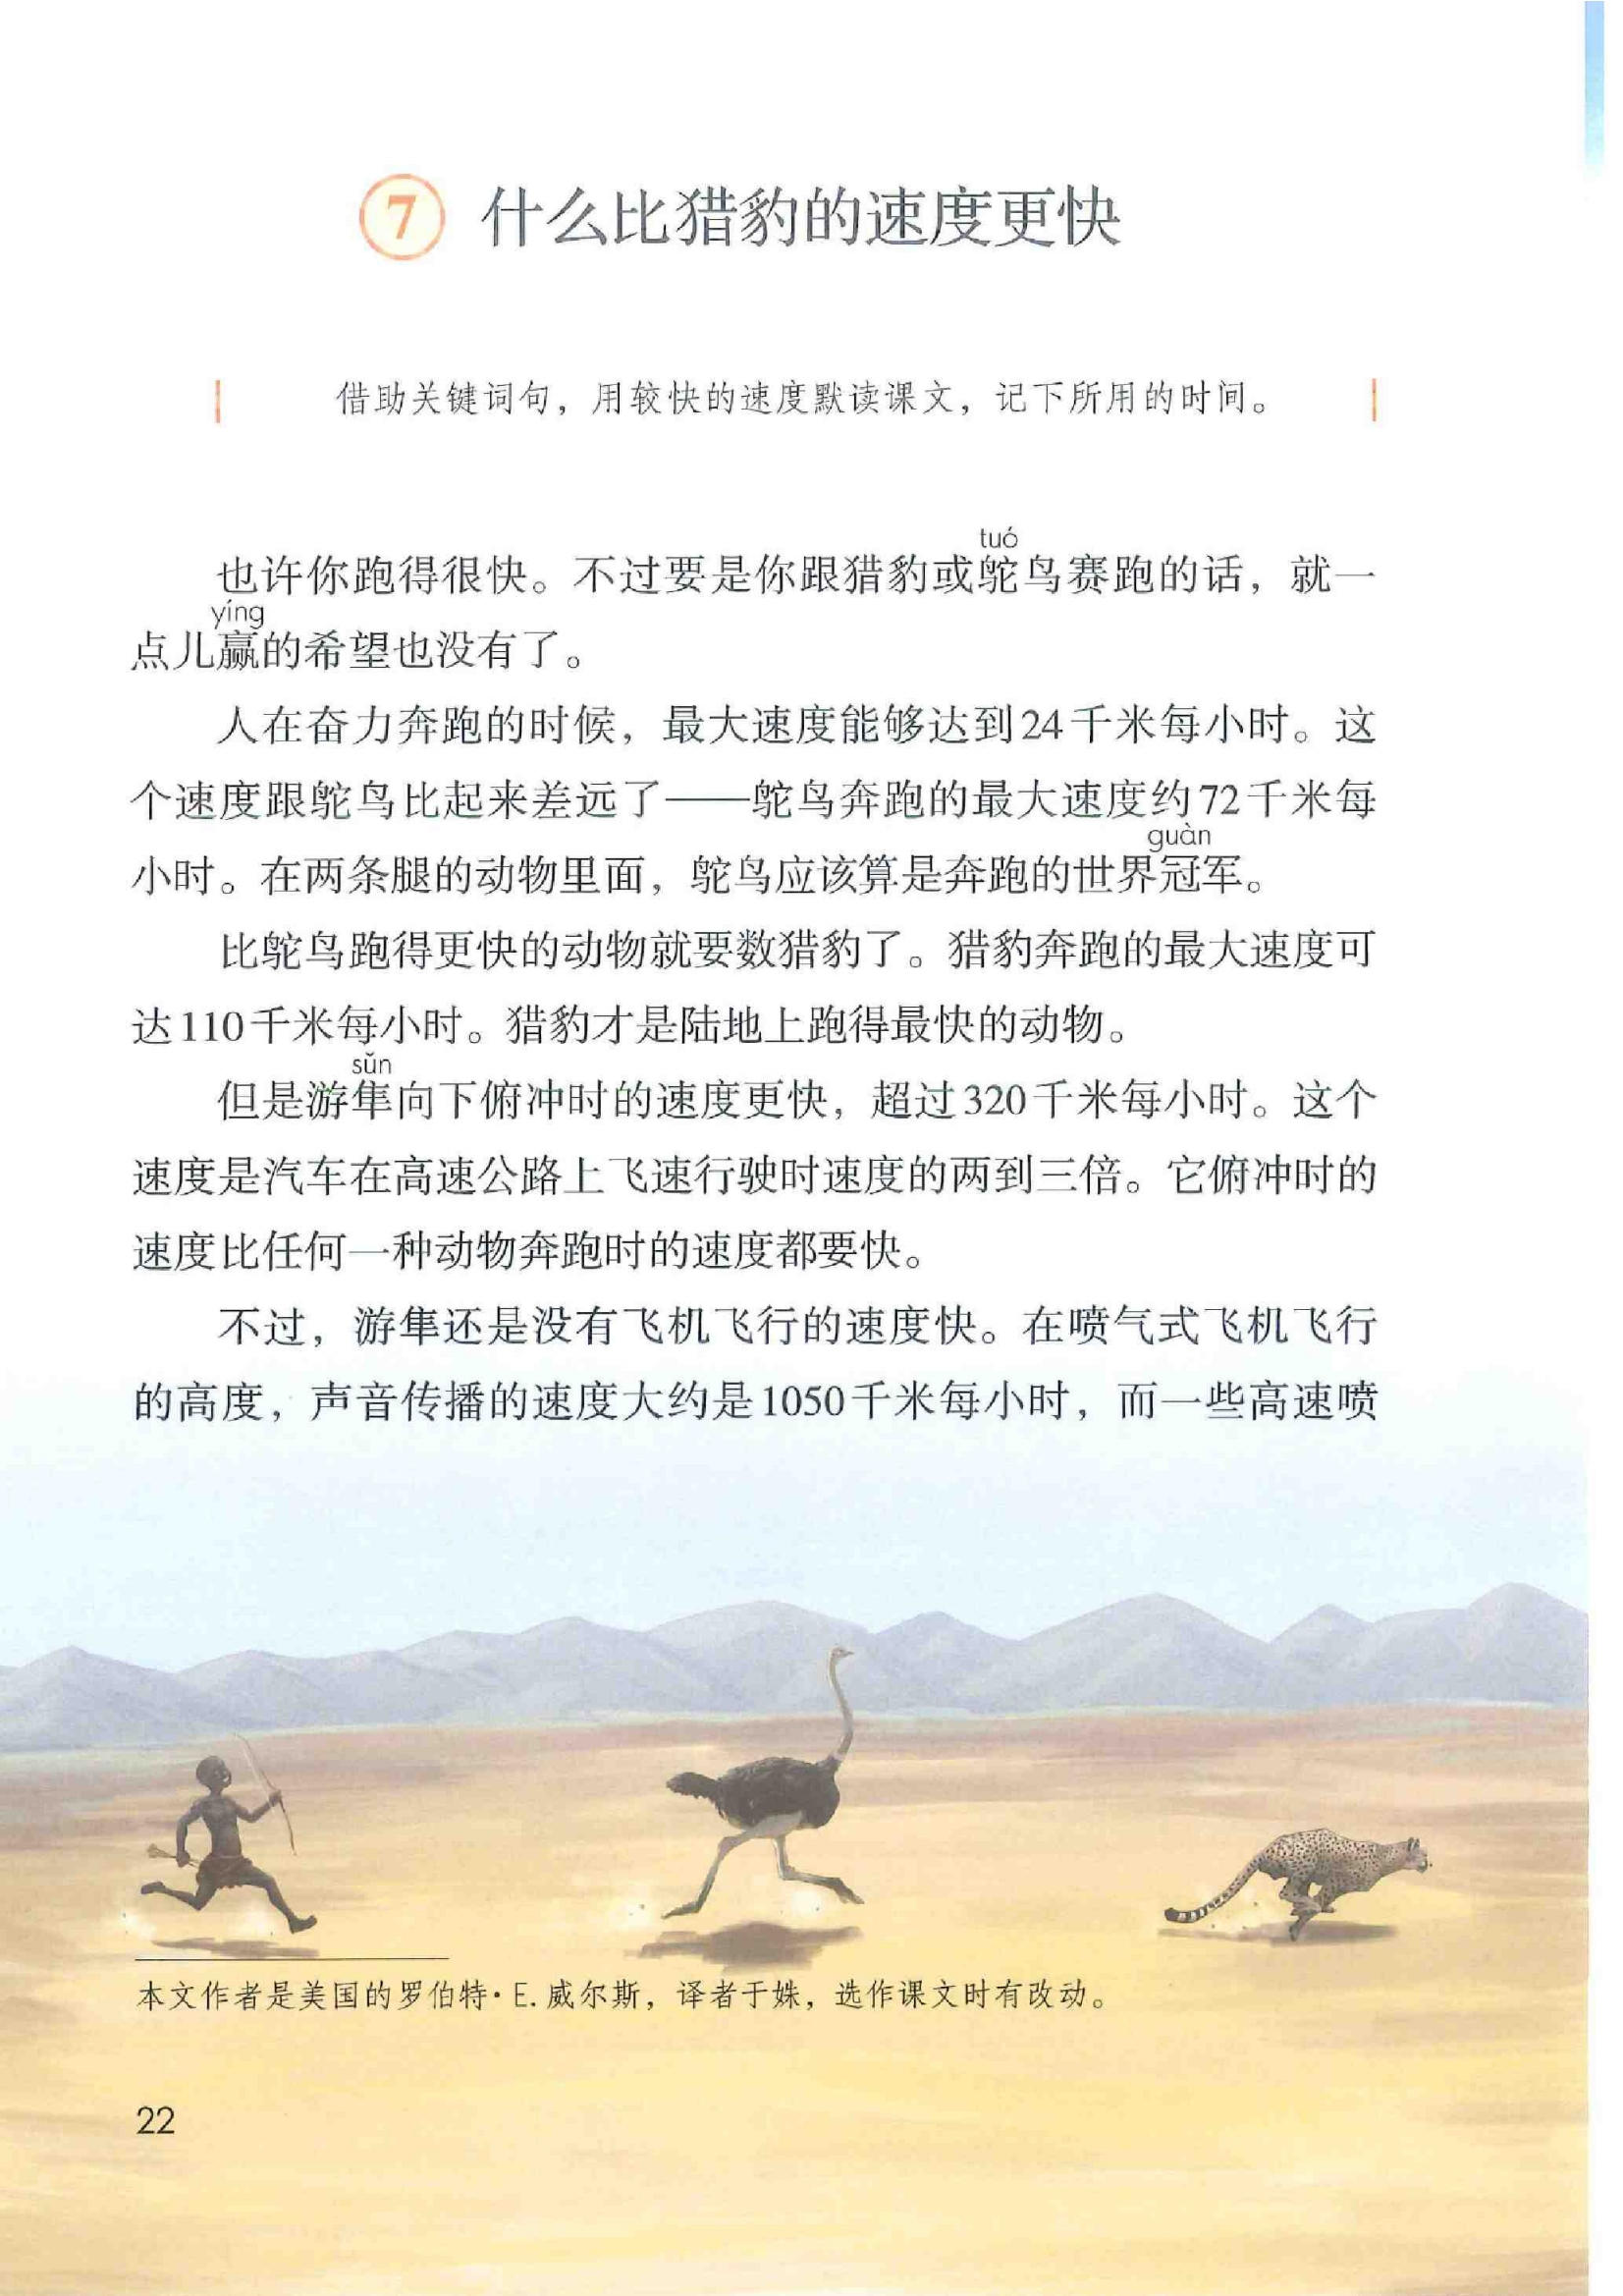 7 什么比猎豹的速度更快
借助关键词句，用较快的速度默读课文，记下所用的时间。
tuó
也许你跑得很快。不过要是你跟猎豹或鸵鸟赛跑的话，就一
yíng
点儿赢的希望也没有了。
人在奋力奔跑的时候，最大速度能够达到24千米每小时。这
个速度跟鸵鸟比起来差远了——鸵鸟奔跑的最大速度约72千米每
guàn
小时。在两条腿的动物里面，鸵鸟应该算是奔跑的世界冠军。
比鸵鸟跑得更快的动物就要数猎豹了。猎豹奔跑的最大速度可
达110千米每小时。猎豹才是陆地上跑得最快的动物。
sǔn
但是游隼向下俯冲时的速度更快，超过320千米每小时。这个
速度是汽车在高速公路上飞速行驶时速度的两到三倍。它俯冲时的
速度比任何一种动物奔跑时的速度都要快。
不过，游隼还是没有飞机飞行的速度快。在喷气式飞机飞行
的高度，声音传播的速度大约是1050千米每小时，而一些高速喷
本文作者是美国的罗伯特·E.威尔斯，译者于姝，选作课文时有改动。
22